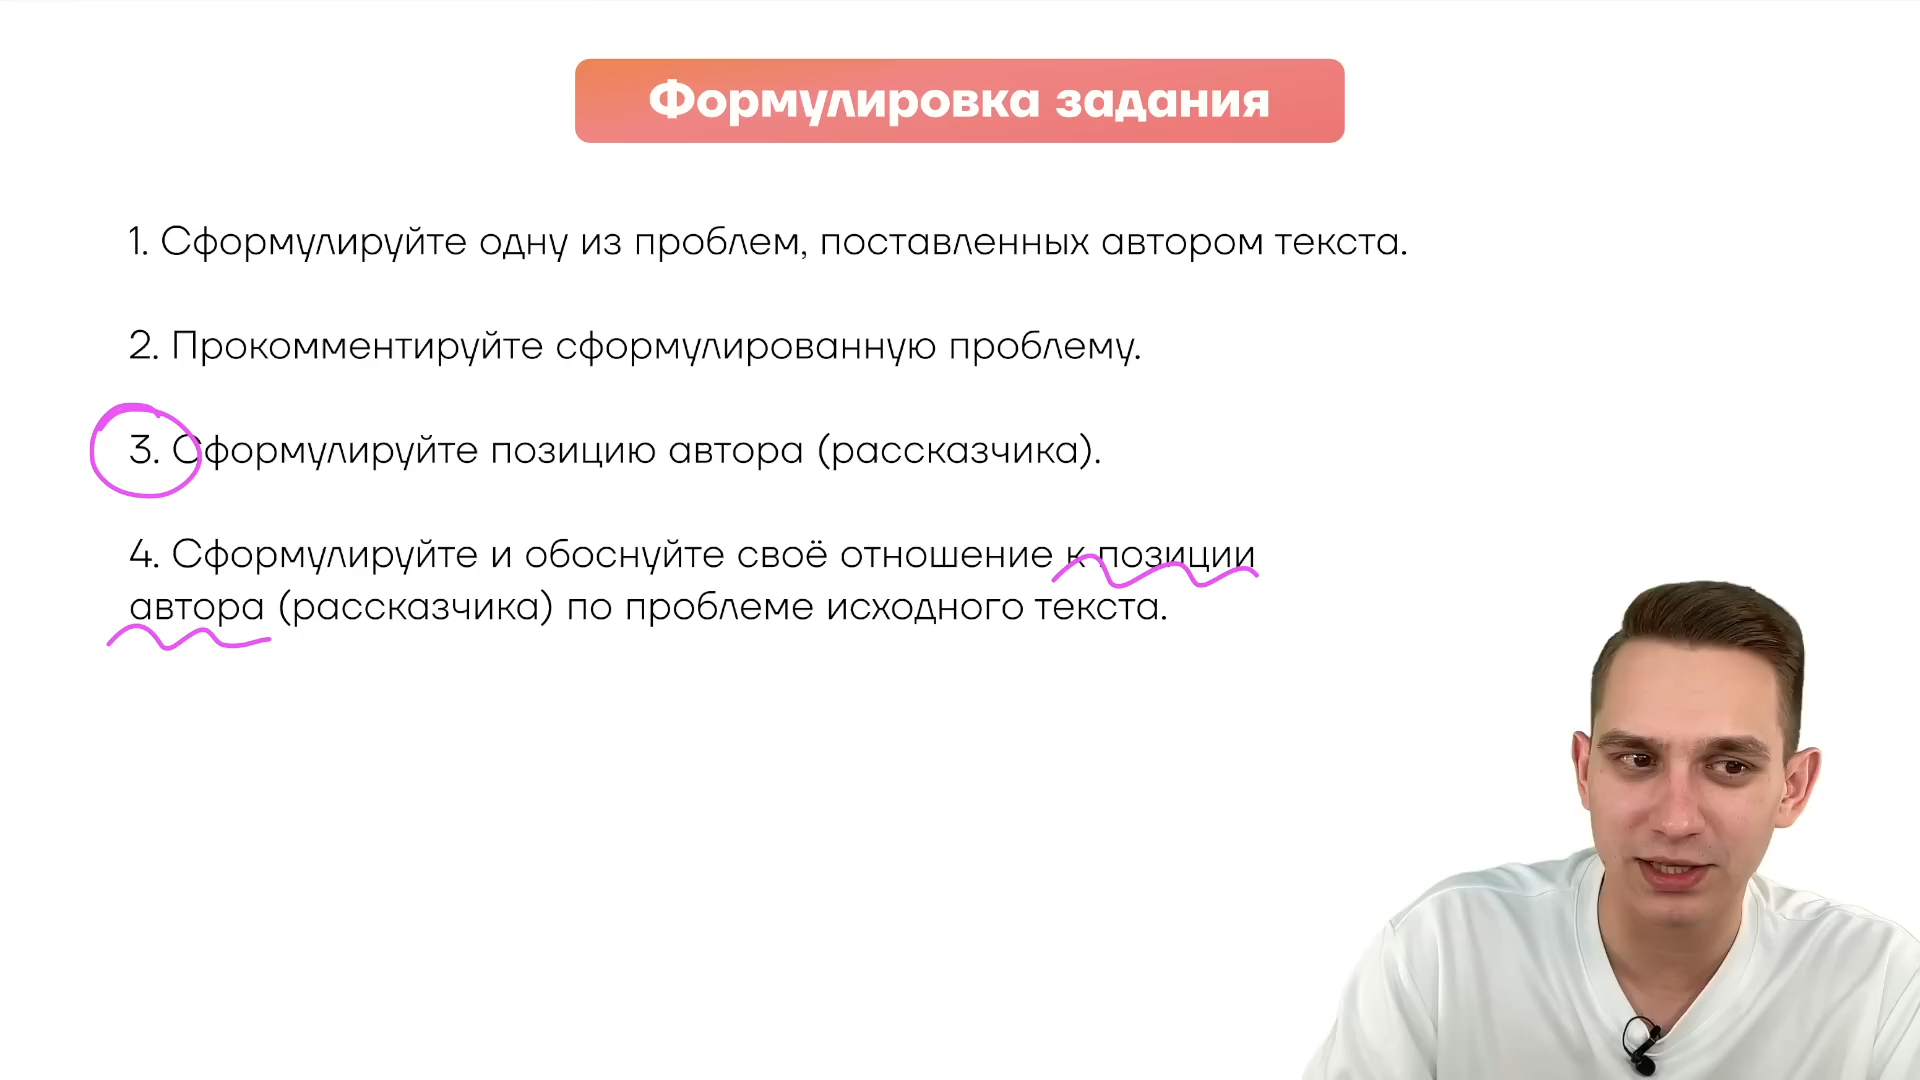 Формулировка задания
1. Сформулируйте одну из проблем, поставленных автором текста.
2. Прокомментируйте сформулированную проблему.
3. Сформулируйте позицию автора (рассказчика).
4. Сформулируйте и обоснуйте своё отношение к позиции
автора (рассказчика) по проблеме исходного текста.